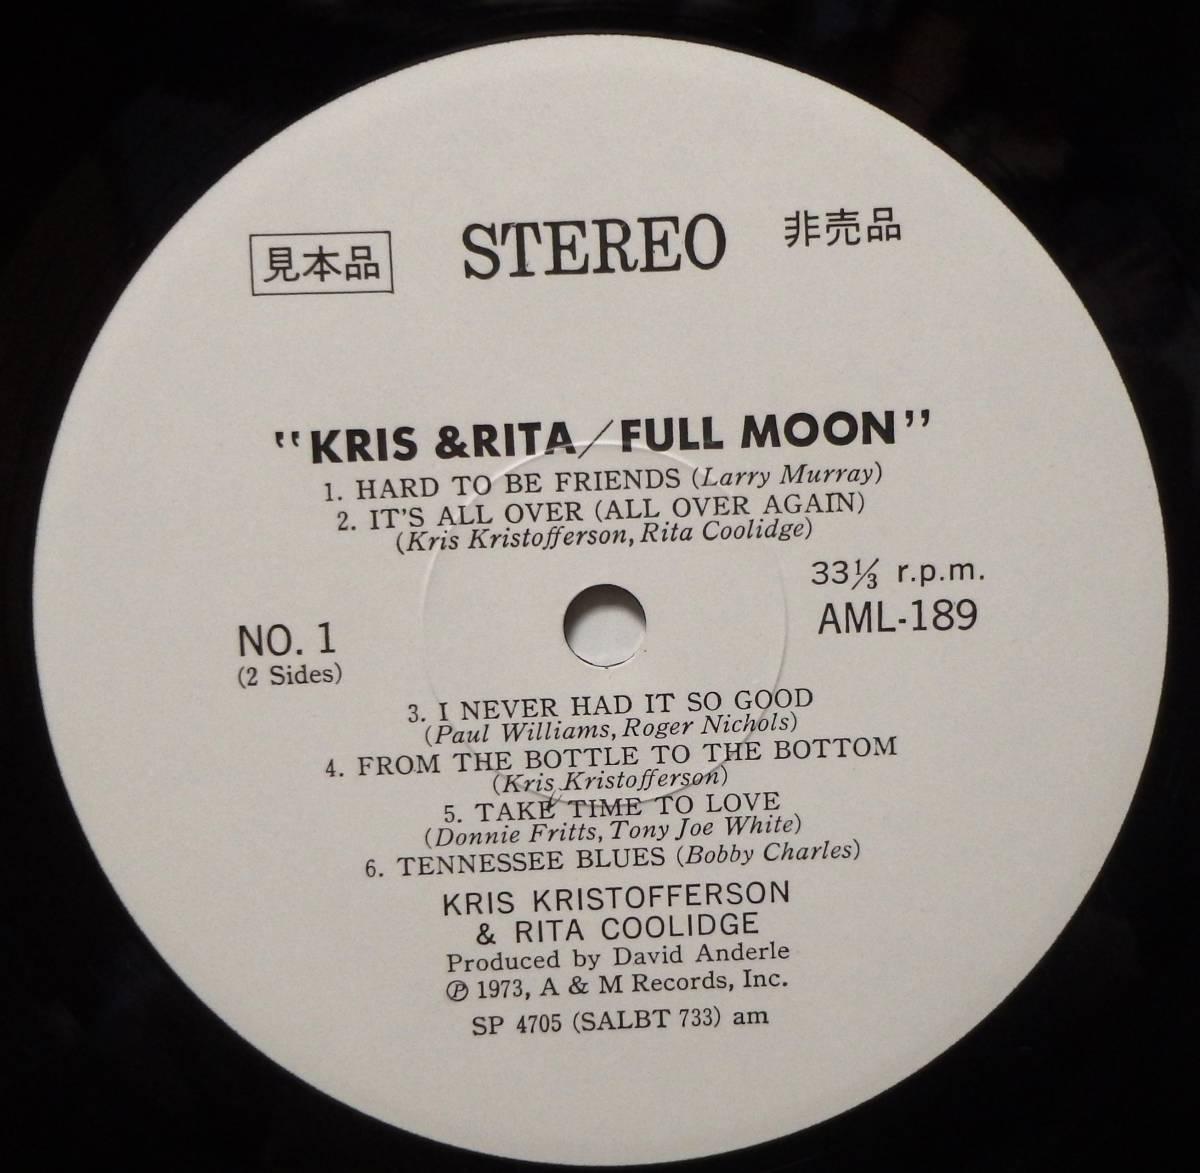 見本品 STEREO 非売品
"KRIS &RITA/FULL MOON"
1. HARD TO BE FRIENDS (Larry Murray)
2. IT'S ALL OVER (ALL OVER AGAIN)
(Kris Kristofferson, Rita Coolidge)
33⅓ r.p.m.
AML-189
NO. 1
(2 Sides)
3. I NEVER HAD IT SO GOOD
(Paul Williams, Roger Nichols)
4. FROM THE BOTTLE TO THE BOTTOM
(Kris Kristofferson)
5. TAKE TIME TO LOVE
(Donnie Fritts, Tony Joe White)
6. TENNESSEE BLUES (Bobby Charles)
KRIS KRISTOFFERSON
& RITA COOLIDGE
Produced by David Anderle
℗ 1973, A & M Records, Inc.
SP 4705 (SALBT 733) am